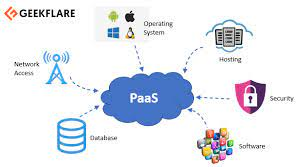 GEEKFLARE
Operating
System
Hosting
Network
Access
PaaS
Security
Database
Software